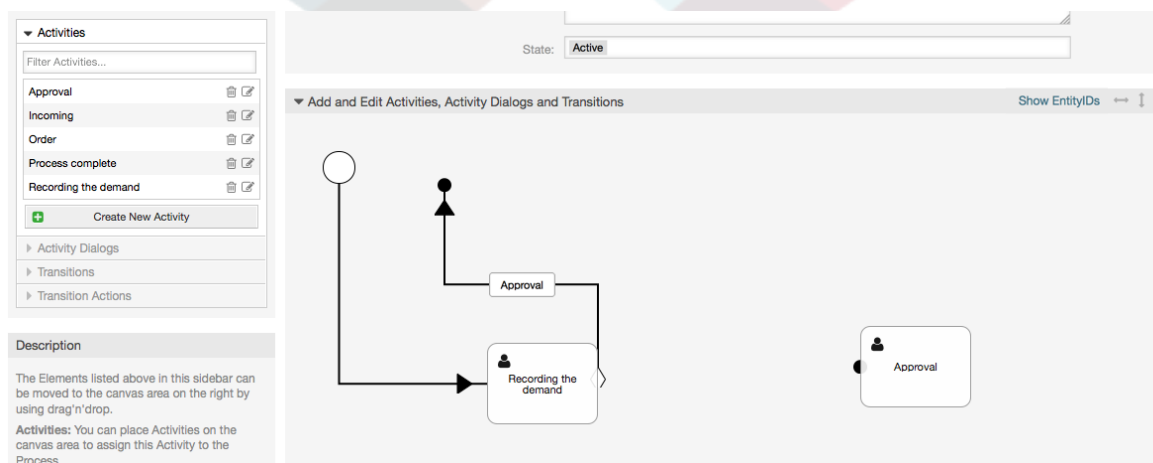 Activities
Filter Activities...
Approval
Incoming
Order
Process complete
Recording the demand
Create New Activity
Activity Dialogs
Transitions
Transition Actions
Description
The Elements listed above in this sidebar can
be moved to the canvas area on the right by
using drag'n'drop.
Activities: You can place Activities on the
canvas area to assign this Activity to the
Process.
State: Active
Add and Edit Activities, Activity Dialogs and Transitions
Show EntityIDs
Approval
Recording the
demand
Approval